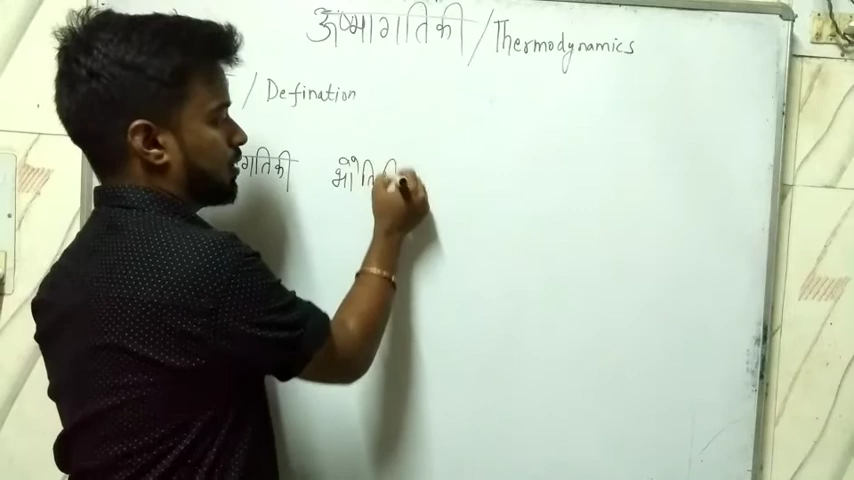 ऊष्मागतिकी / Thermodynamics
/ Defination
गतिकी भौति